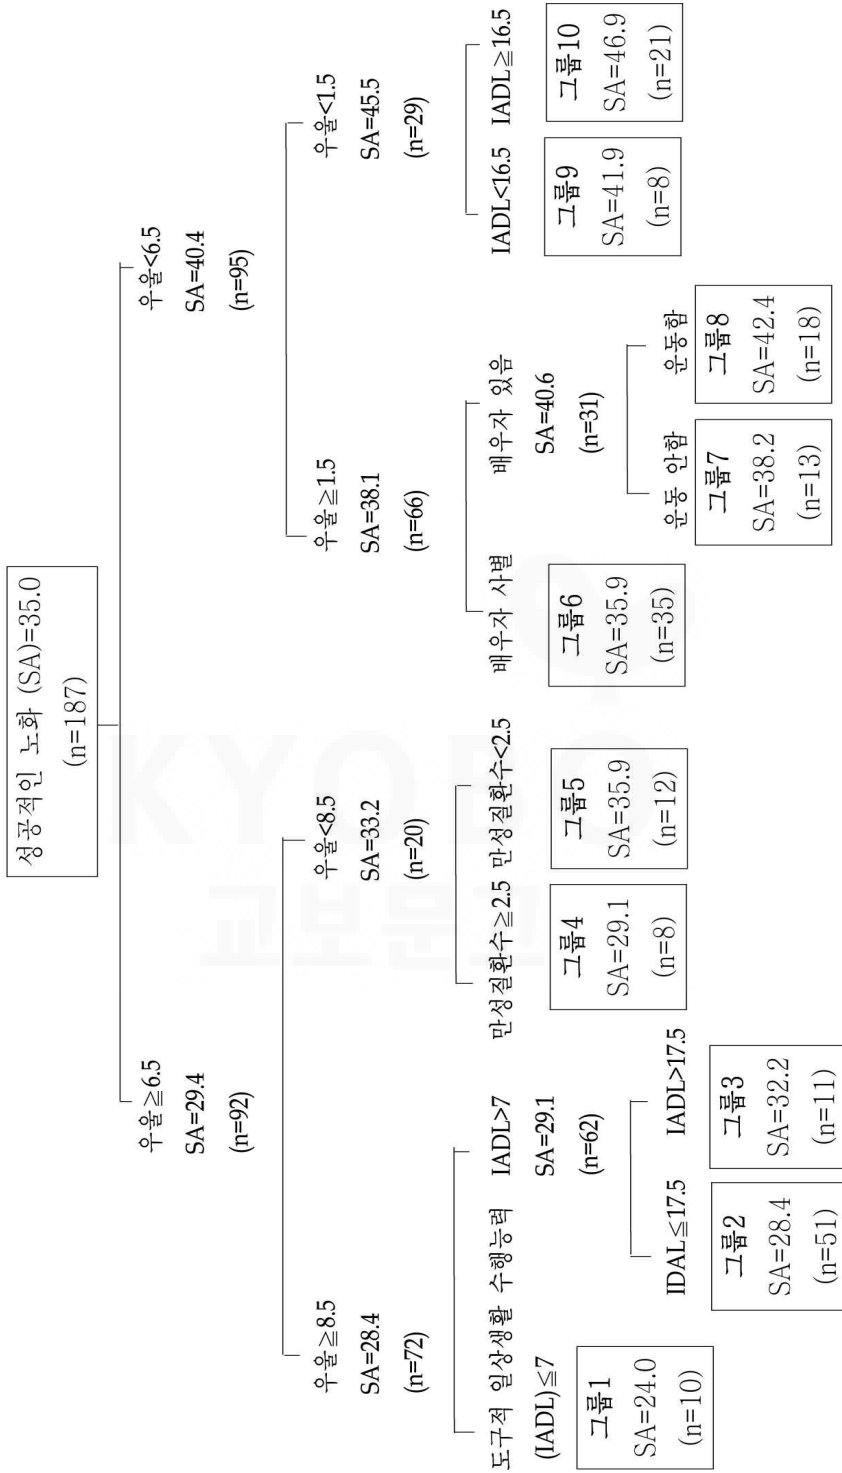 성공적인 노화 (SA)=35.0
(n=187)
우울≧6.5
SA=29.4
(n=92)
우울<6.5
SA=40.4
(n=95)
우울≧8.5
SA=28.4
(n=72)
우울<8.5
SA=33.2
(n=20)
우울≧1.5
SA=38.1
(n=66)
우울<1.5
SA=45.5
(n=29)
도구적 일상생활 수행능력
(IADL)≦7
그룹1
SA=24.0
(n=10)
IADL>7
SA=29.1
(n=62)
IDAL≦17.5
그룹2
SA=28.4
(n=51)
IADL>17.5
그룹3
SA=32.2
(n=11)
만성질환수≧2.5
그룹4
SA=29.1
(n=8)
만성질환수<2.5
그룹5
SA=35.9
(n=12)
배우자 사별
그룹6
SA=35.9
(n=35)
배우자 있음
SA=40.6
(n=31)
운동 안함
그룹7
SA=38.2
(n=13)
운동함
그룹8
SA=42.4
(n=18)
IADL<16.5
그룹9
SA=41.9
(n=8)
IADL≧16.5
그룹10
SA=46.9
(n=21)
KYOBO
교보문고